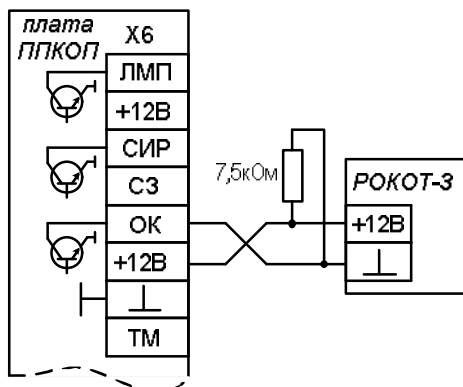 плата
ППКОП
X6
ЛМП
+12В
СИР
СЗ
ОК
+12В
ТМ
7,5кОм
РОКОТ-3
+12В